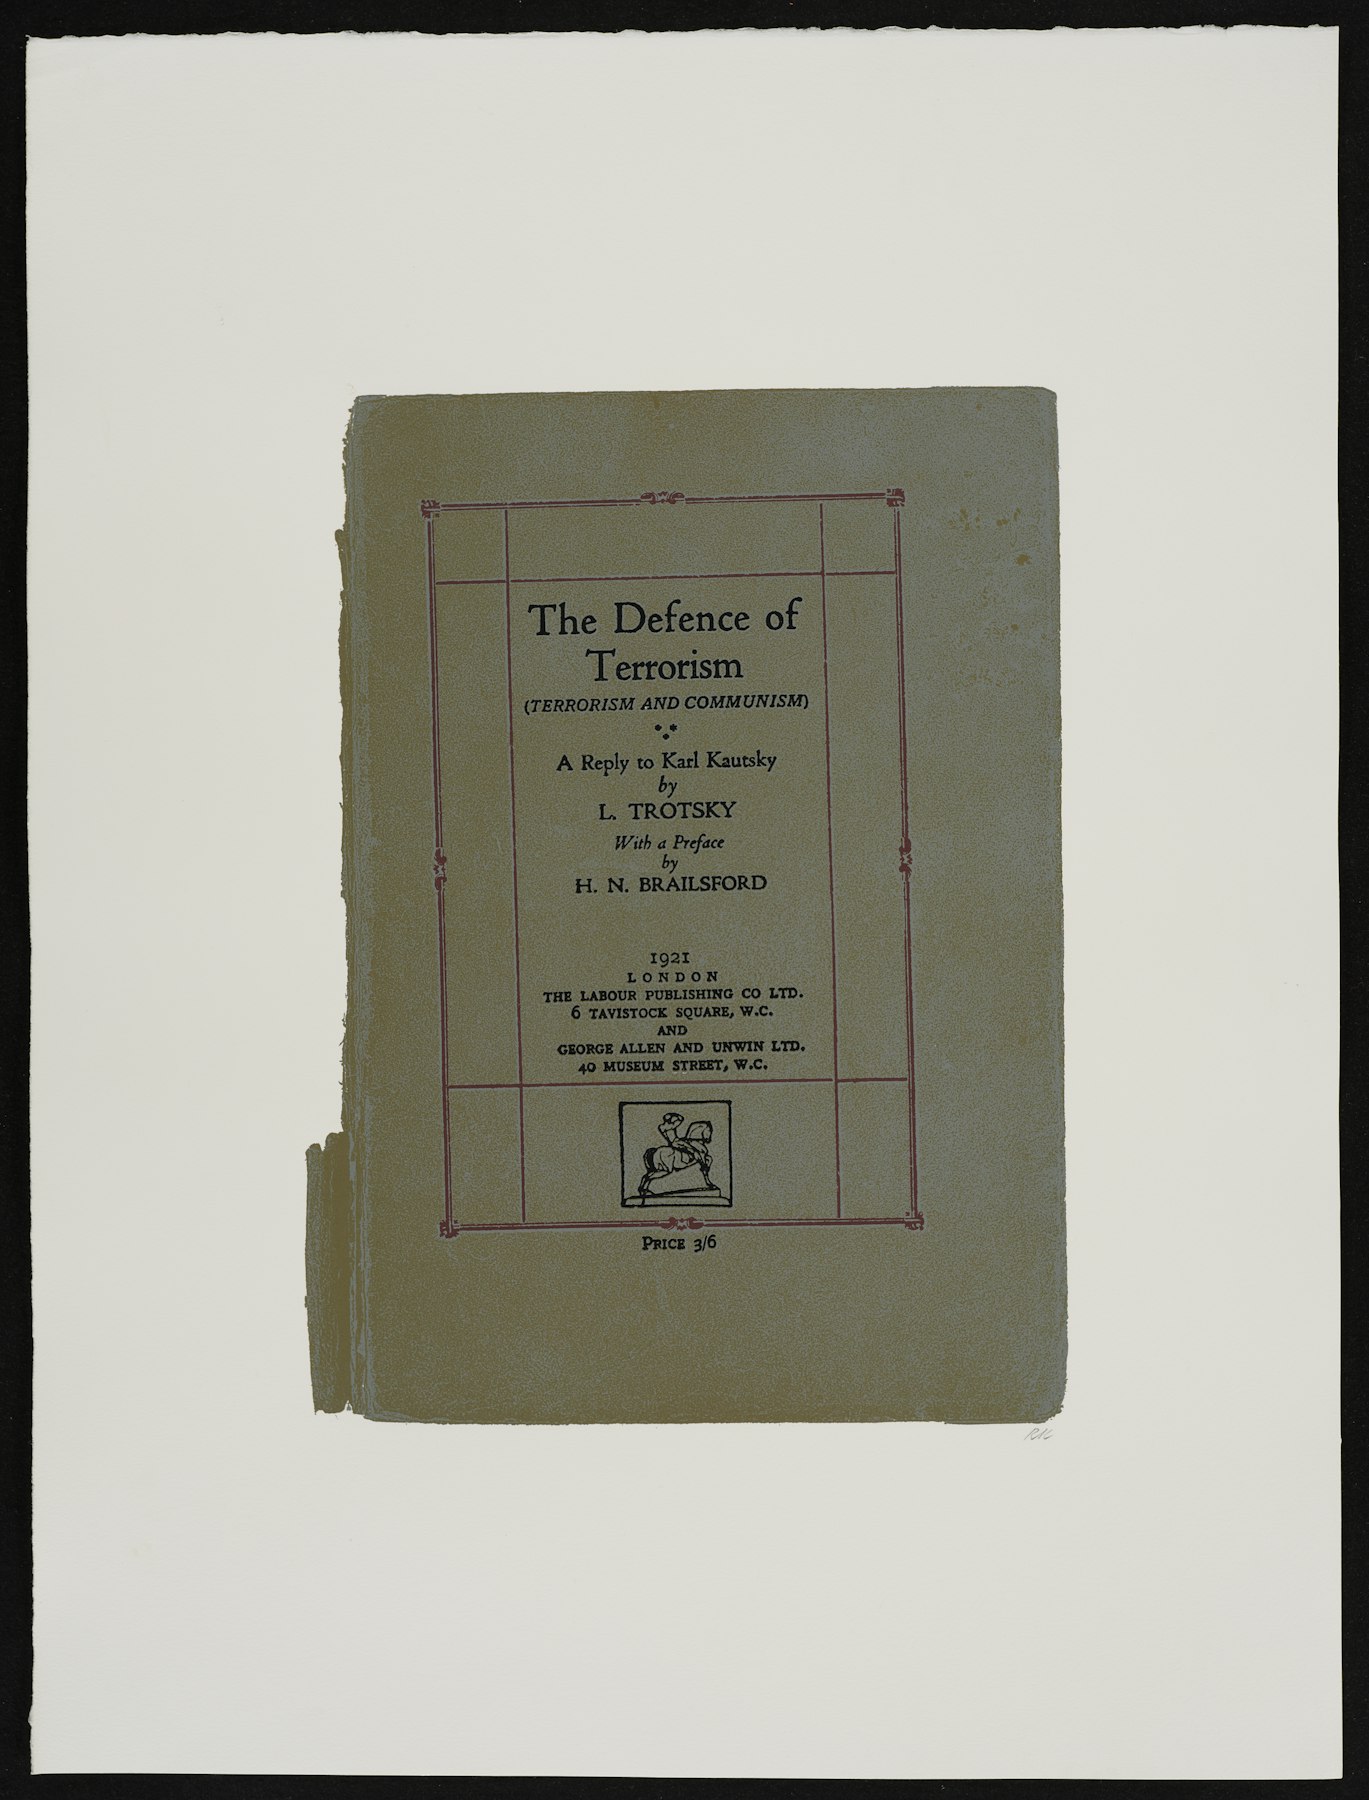 The Defence of
Terrorism
(TERRORISM AND COMMUNISM)
A Reply to Karl Kautsky
by
L. TROTSKY
With a Preface
by
H. N. BRAILSFORD
1921
LONDON
THE LABOUR PUBLISHING CO LTD.
6 TAVISTOCK SQUARE, W.C.
AND
GEORGE ALLEN AND UNWIN LTD.
40 MUSEUM STREET, W.C.
PRICE 3/6